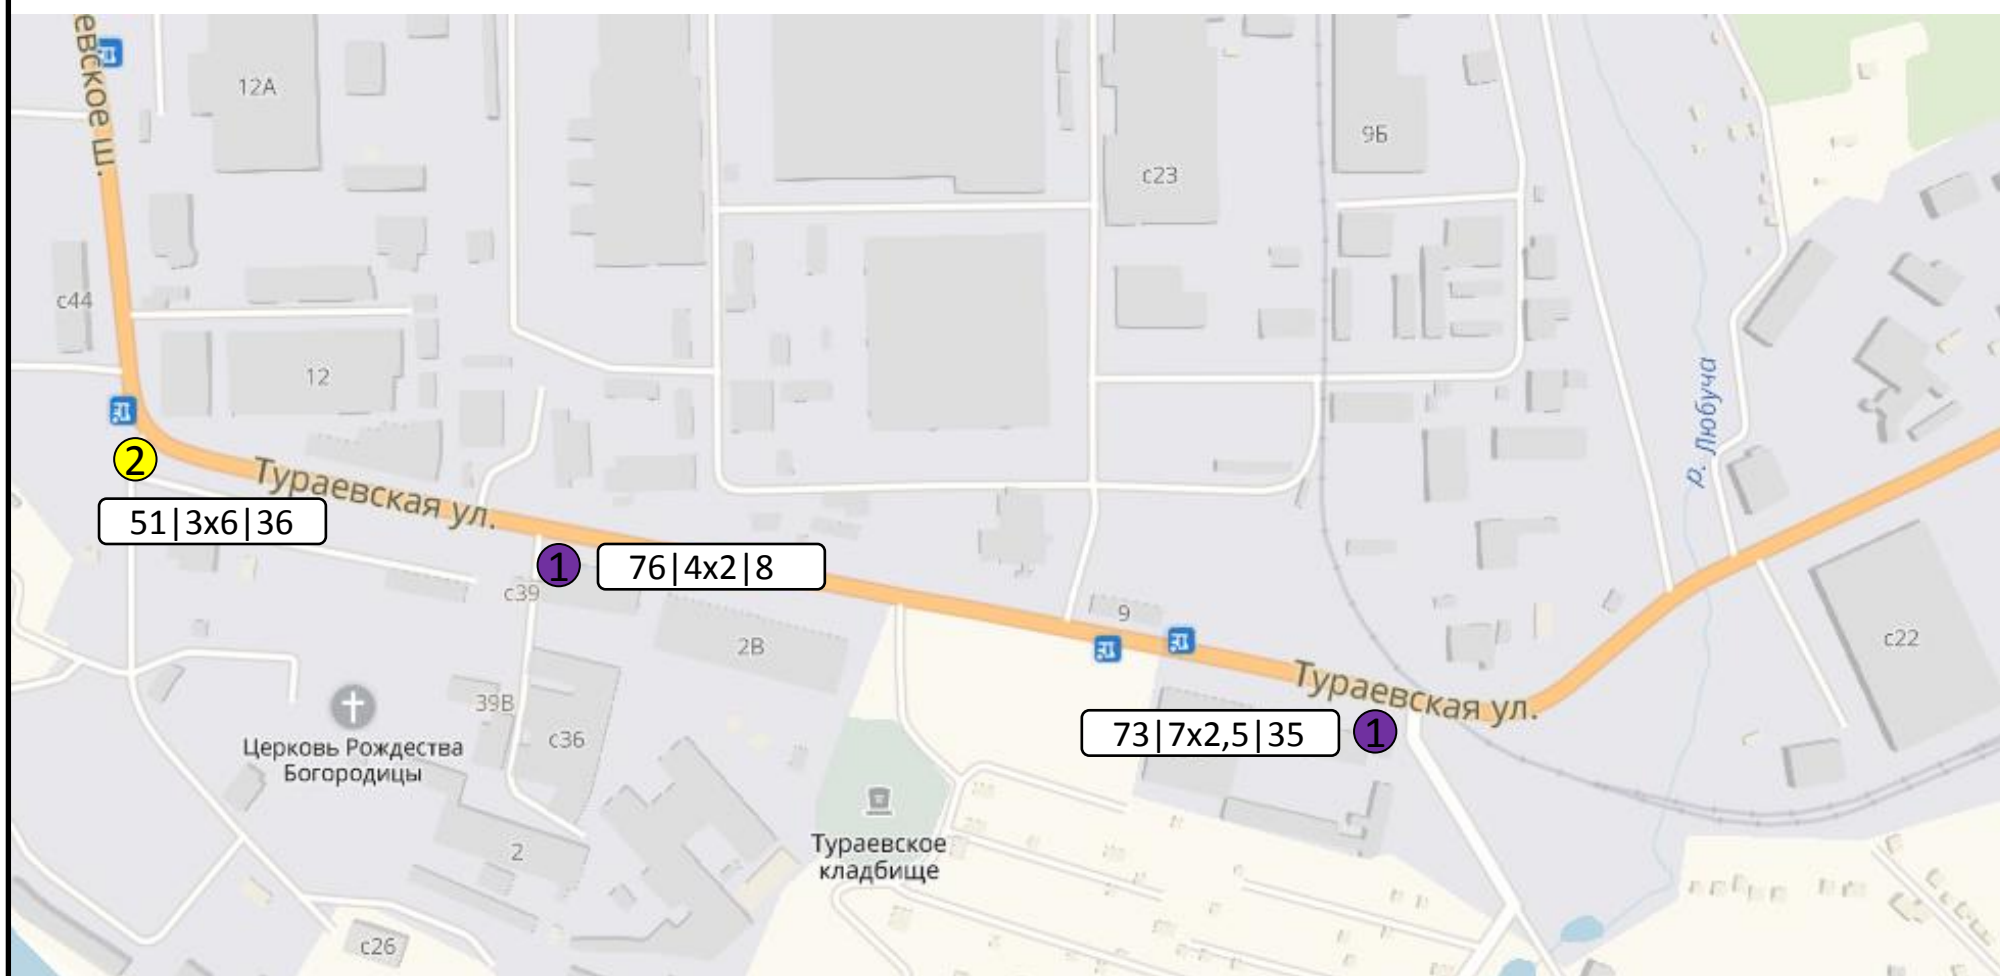 евское ш.
12А
с23
9Б
с44
12
р. Любуча
2
Тураевская ул.
51|3х6|36
1
76|4х2|8
с39
9
2В
с22
Тураевская ул.
39В
с36
73|7х2,5|35
1
Церковь Рождества
Богородицы
Тураевское
кладбище
2
с26